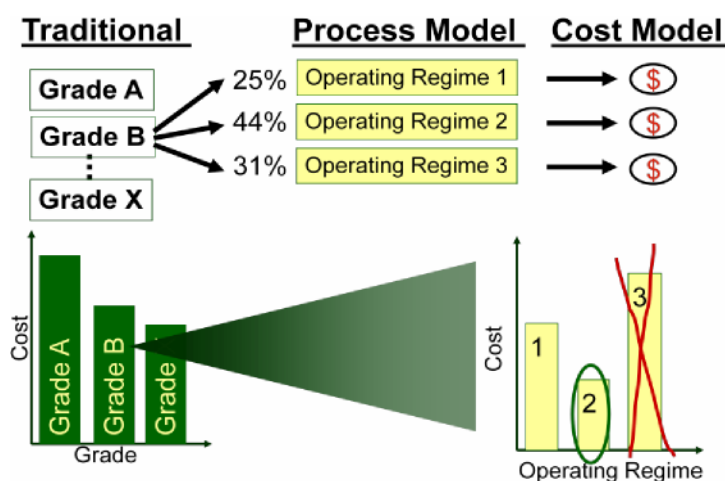 Traditional
Process Model
Cost Model
Grade A
25%
Operating Regime 1
$
Grade B
44%
Operating Regime 2
$
31%
Operating Regime 3
$
Grade X
Cost
Grade A
Grade B
Grade
Grade
Cost
1
2
3
Operating Regime